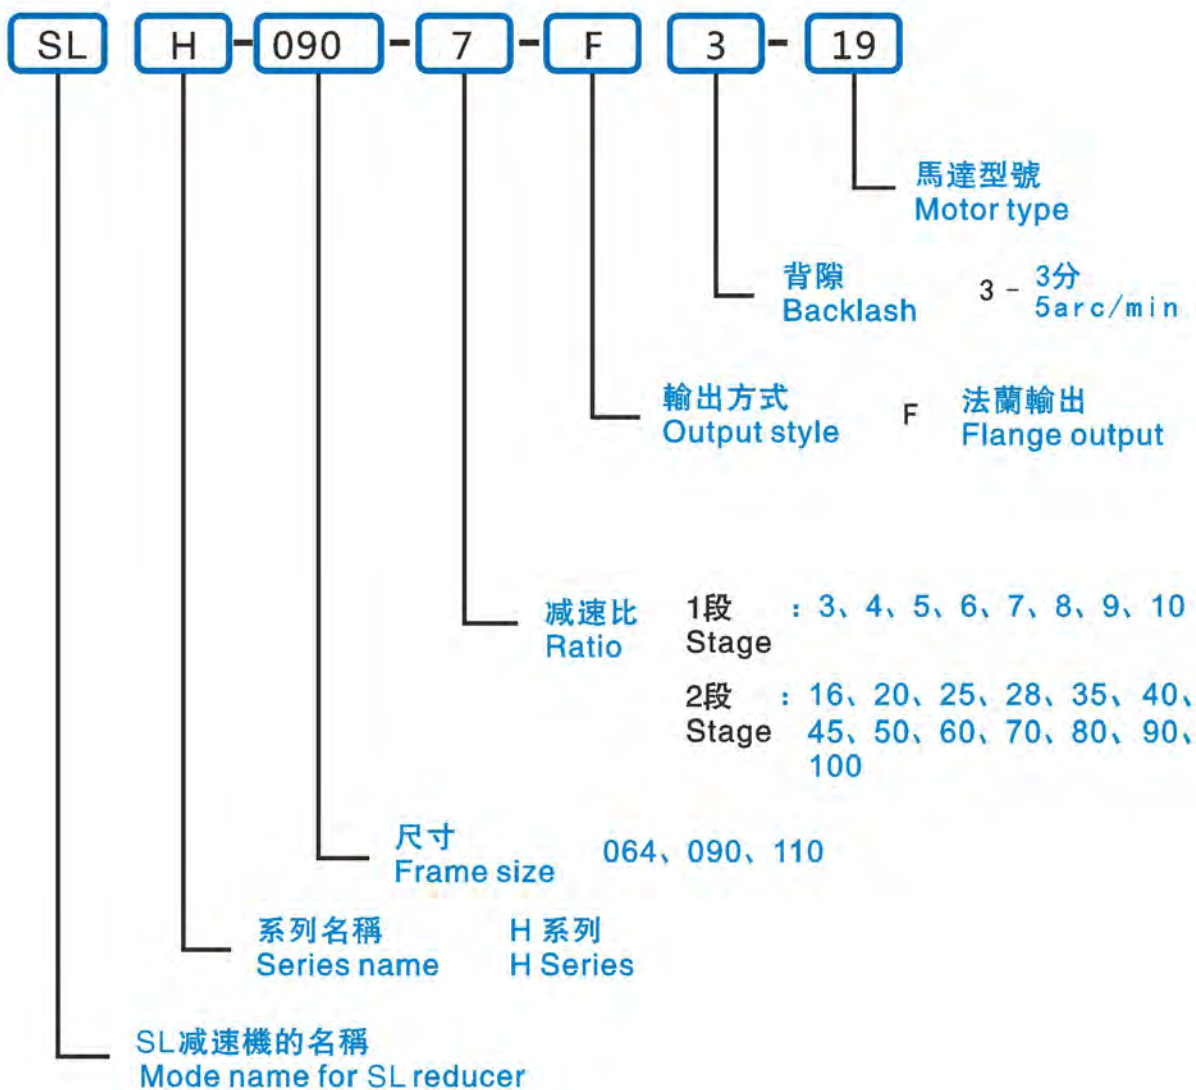 SL H-090-7-F 3-19
馬達型號
Motor type
背隙 3 - 3分
Backlash 5arc/min
輸出方式 F 法蘭輸出
Output style Flange output
减速比 1段 : 3、4、5、6、7、8、9、10
Ratio Stage
2段 : 16、20、25、28、35、40、
Stage 45、50、60、70、80、90、
100
尺寸 064、090、110
Frame size
系列名稱 H 系列
Series name H Series
SL减速機的名稱
Mode name for SL reducer